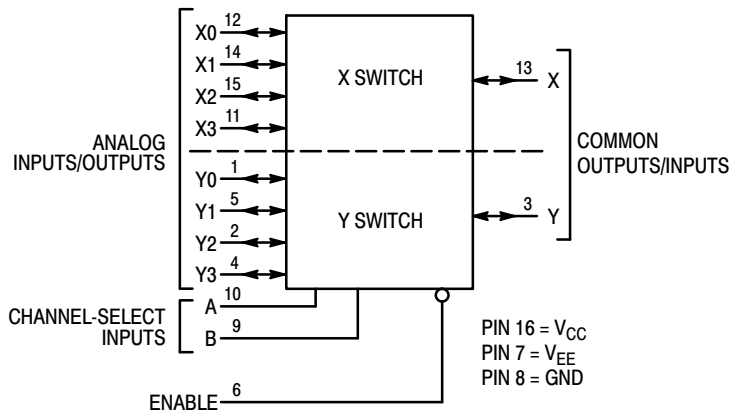 X0 12
X1 14
X2 15
X3 11
X SWITCH
13 X
ANALOG
INPUTS/OUTPUTS
COMMON
OUTPUTS/INPUTS
Y0 1
Y1 5
Y2 2
Y3 4
Y SWITCH
3 Y
CHANNEL-SELECT
INPUTS
A 10
B 9
PIN 16 = VCC
PIN 7 = VEE
PIN 8 = GND
ENABLE 6